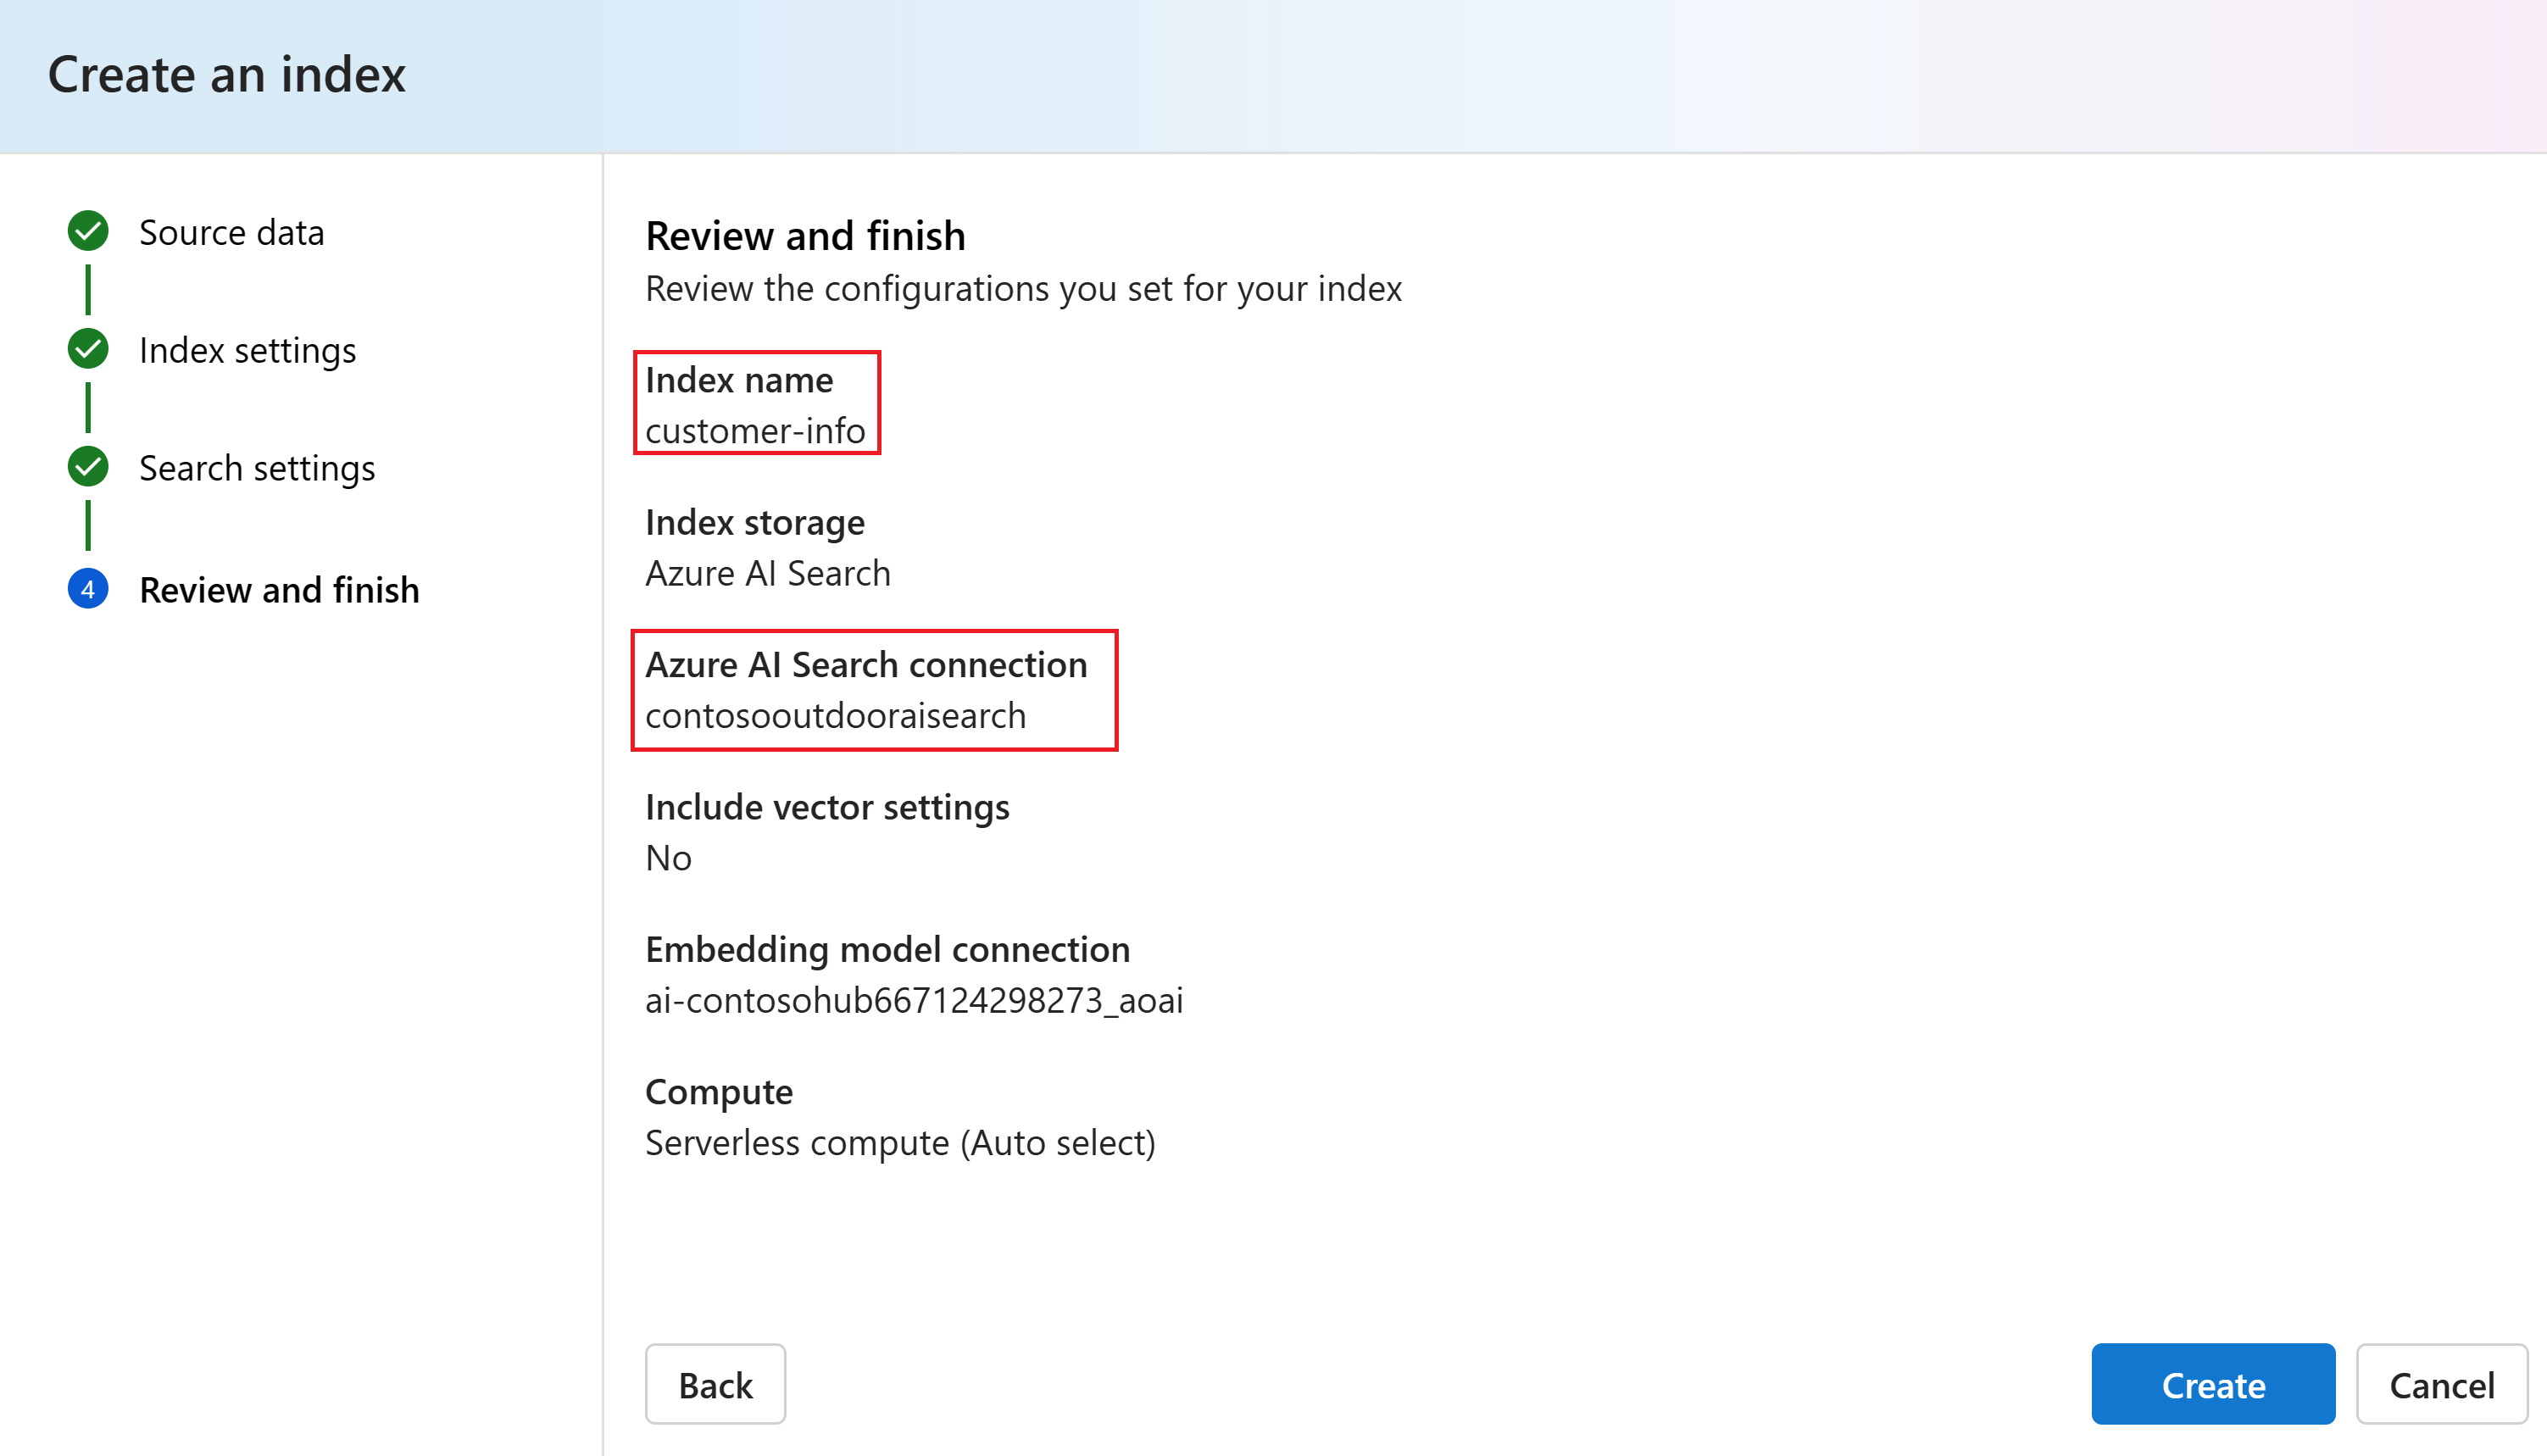 Create an index
Source data
Index settings
Search settings
4 Review and finish
Review and finish
Review the configurations you set for your index
Index name
customer-info
Index storage
Azure AI Search
Azure AI Search connection
contosooutdooraisearch
Include vector settings
No
Embedding model connection
ai-contosohub667124298273_aoai
Compute
Serverless compute (Auto select)
Back
Create
Cancel